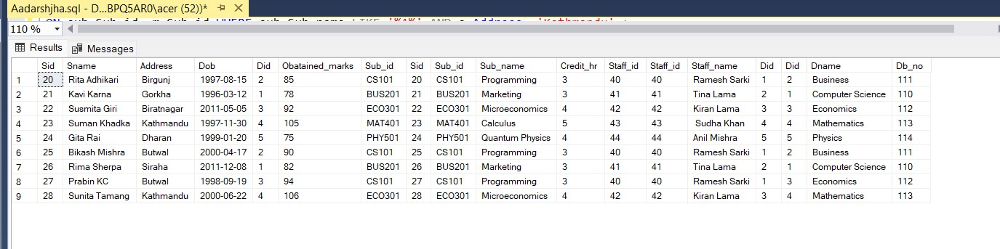 Aadarshjha.sql - D...BPQ5AR0\acer (52))*
110 %
Results Messages
Sid Sname Address Dob Did Obatained_marks Sub_id Sid Sub_id Sub_name Credit_hr Staff_id Staff_id Staff_name Did Did Dname Db_no
1 20 Rita Adhikari Birgunj 1997-08-15 2 85 CS101 20 CS101 Programming 3 40 40 Ramesh Sarki 1 2 Business 111
2 21 Kavi Karna Gorkha 1996-03-12 1 78 BUS201 21 BUS201 Marketing 3 41 41 Tina Lama 2 1 Computer Science 110
3 22 Susmita Giri Biratnagar 2011-05-05 3 92 ECO301 22 ECO301 Microeconomics 4 42 42 Kiran Lama 3 3 Economics 112
4 23 Suman Khadka Kathmandu 1997-11-30 4 105 MAT401 23 MAT401 Calculus 5 43 43 Sudha Khan 4 4 Mathematics 113
5 24 Gita Rai Dharan 1999-01-20 5 75 PHY501 24 PHY501 Quantum Physics 4 44 44 Anil Mishra 5 5 Physics 114
6 25 Bikash Mishra Butwal 2000-04-17 2 90 CS101 25 CS101 Programming 3 40 40 Ramesh Sarki 1 2 Business 111
7 26 Rima Sherpa Siraha 2011-12-08 1 82 BUS201 26 BUS201 Marketing 3 41 41 Tina Lama 2 1 Computer Science 110
8 27 Prabin KC Butwal 1998-09-19 3 94 CS101 27 CS101 Programming 3 40 40 Ramesh Sarki 1 3 Economics 112
9 28 Sunita Tamang Kathmandu 2000-06-22 4 106 ECO301 28 ECO301 Microeconomics 4 42 42 Kiran Lama 3 4 Mathematics 113